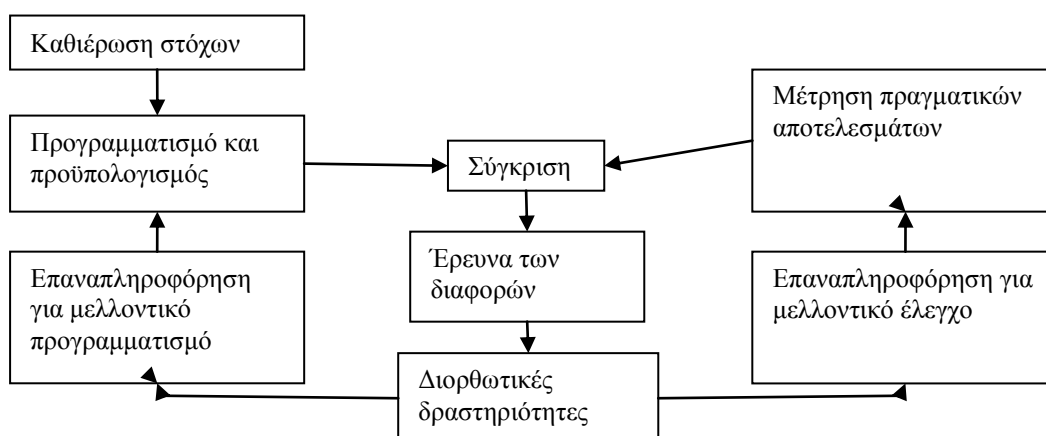 Καθιέρωση στόχων
Προγραμματισμό και
προϋπολογισμός
Επαναπληροφόρηση
για μελλοντικό
προγραμματισμό
Σύγκριση
Έρευνα των
διαφορών
Διορθωτικές
δραστηριότητες
Μέτρηση πραγματικών
αποτελεσμάτων
Επαναπληροφόρηση για
μελλοντικό έλεγχο